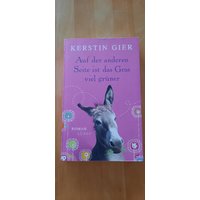 KERSTIN GIER
Auf der anderen
Seite ist das Gras
viel grüner
ROMAN